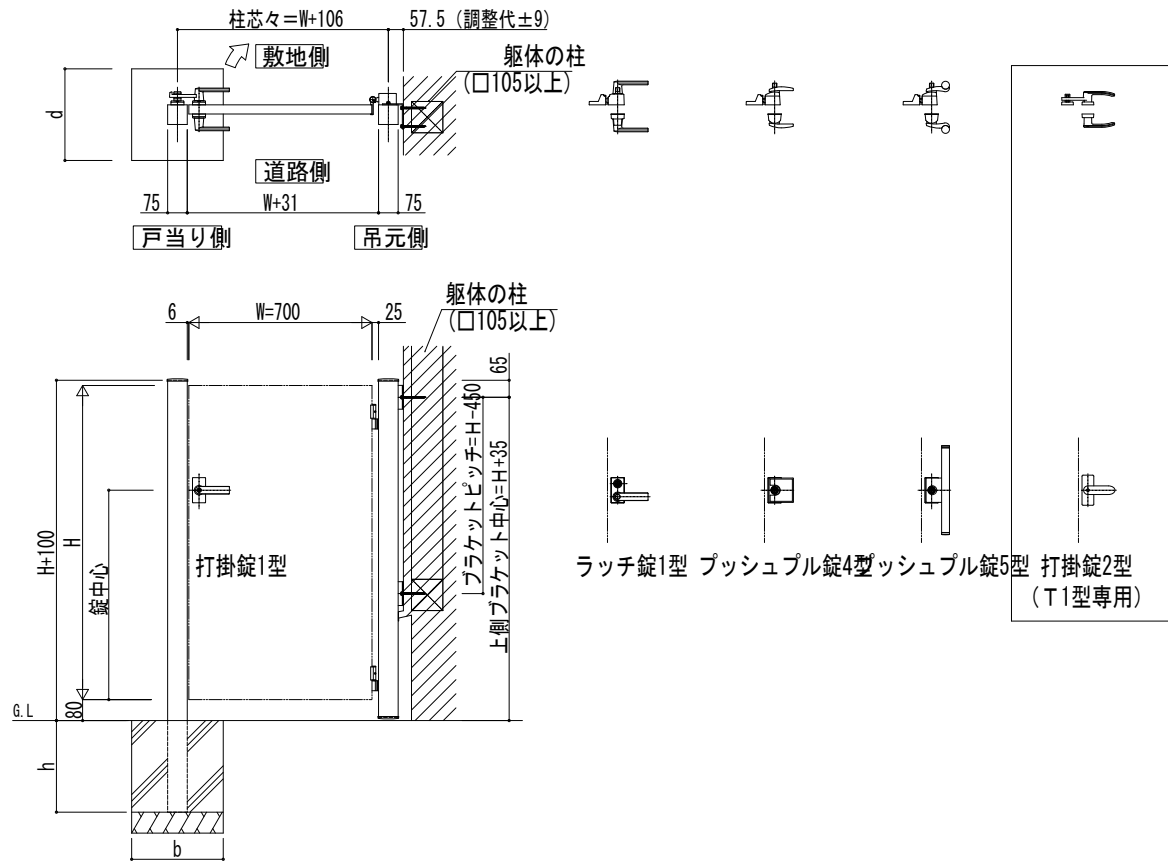 柱芯々=W+106
57.5 (調整代±9)
敷地側
躯体の柱
(□105以上)
d
道路側
75
W+31
75
戸当り側
吊元側
躯体の柱
(□105以上)
6
W=700
25
65
H+100
H
錠中心
打掛錠1型
ブラケットピッチ=H-450
上側ブラケット中心=H+35
ラッチ錠1型
プッシュプル錠4型
プッシュプル錠5型
打掛錠2型
(T1型専用)
G.L
80
h
b